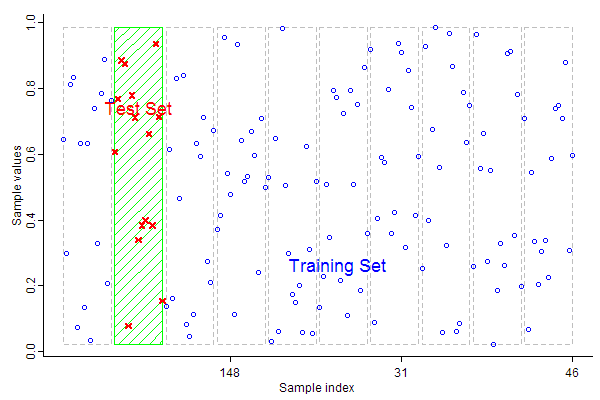 1.0
0.8
Test Set
0.6
Sample values
0.4
Training Set
0.2
0.0
148
31
46
Sample index